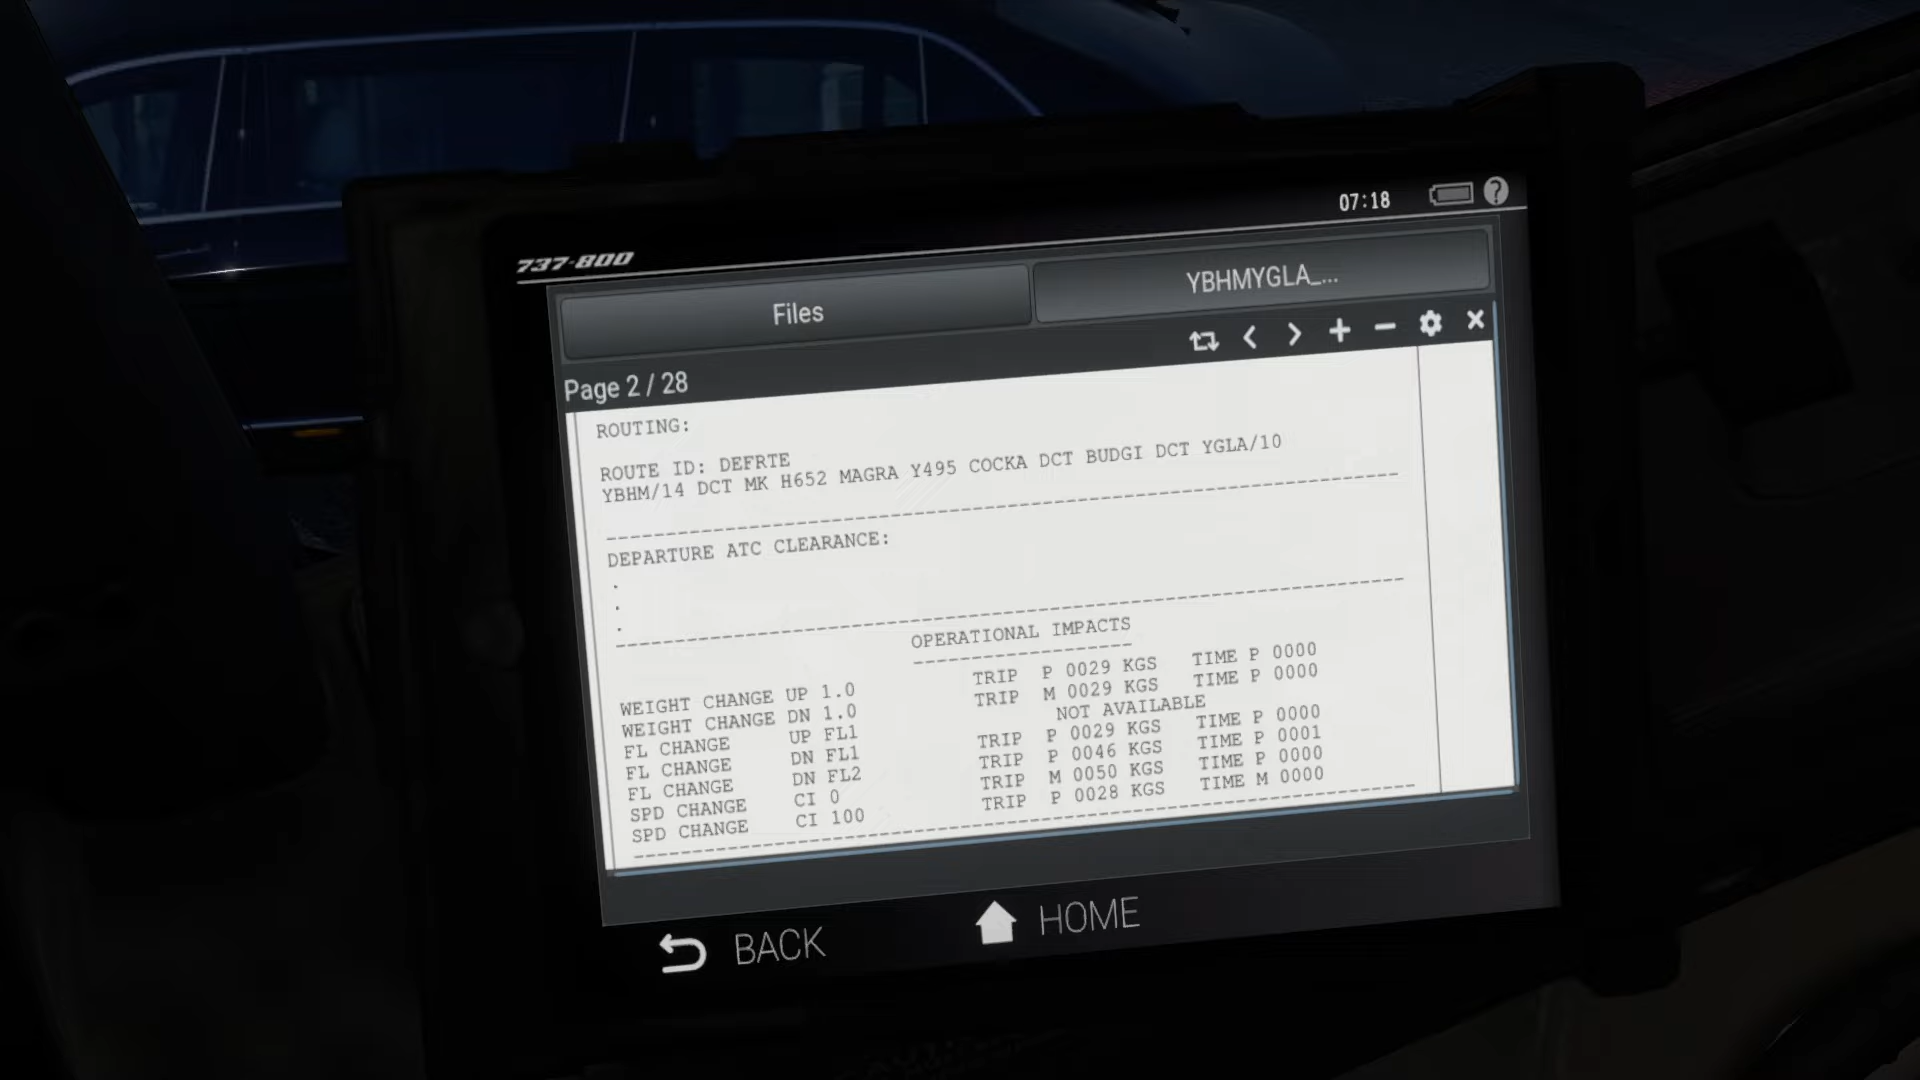 07:18
737-800
Files
YBHMYGLA_...
Page 2 / 28
ROUTING:
ROUTE ID: DEFRTE
YBHM/14 DCT MK H652 MAGRA Y495 COCKA DCT BUDGI DCT YGLA/10
DEPARTURE ATC CLEARANCE:
.
.
.
OPERATIONAL IMPACTS
WEIGHT CHANGE UP 1.0 TRIP P 0029 KGS TIME P 0000
WEIGHT CHANGE DN 1.0 TRIP M 0029 KGS TIME P 0000
FL CHANGE UP FL1 NOT AVAILABLE
FL CHANGE DN FL1 TRIP P 0029 KGS TIME P 0000
FL CHANGE DN FL2 TRIP P 0046 KGS TIME P 0001
SPD CHANGE CI 0 TRIP M 0050 KGS TIME P 0000
SPD CHANGE CI 100 TRIP P 0028 KGS TIME M 0000
BACK
HOME